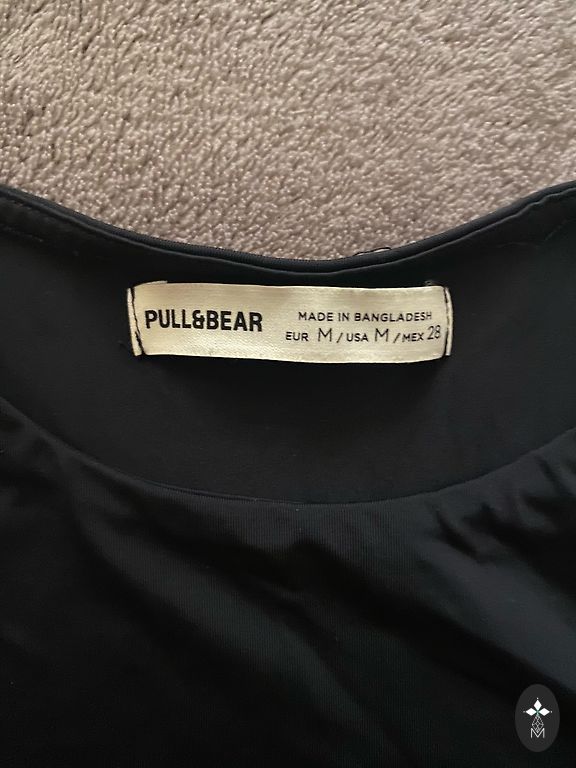 PULL&BEAR
MADE IN BANGLADESH
EUR M / USA M / MEX 28
M